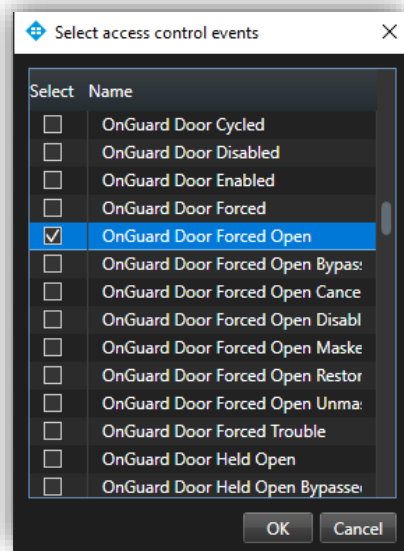 Select access control events
Select Name
OnGuard Door Cycled
OnGuard Door Disabled
OnGuard Door Enabled
OnGuard Door Forced
OnGuard Door Forced Open
OnGuard Door Forced Open Bypas
OnGuard Door Forced Open Cance
OnGuard Door Forced Open Disabl
OnGuard Door Forced Open Maske
OnGuard Door Forced Open Restor
OnGuard Door Forced Open Unma
OnGuard Door Forced Trouble
OnGuard Door Held Open
OnGuard Door Held Open Bypasse
OK Cancel